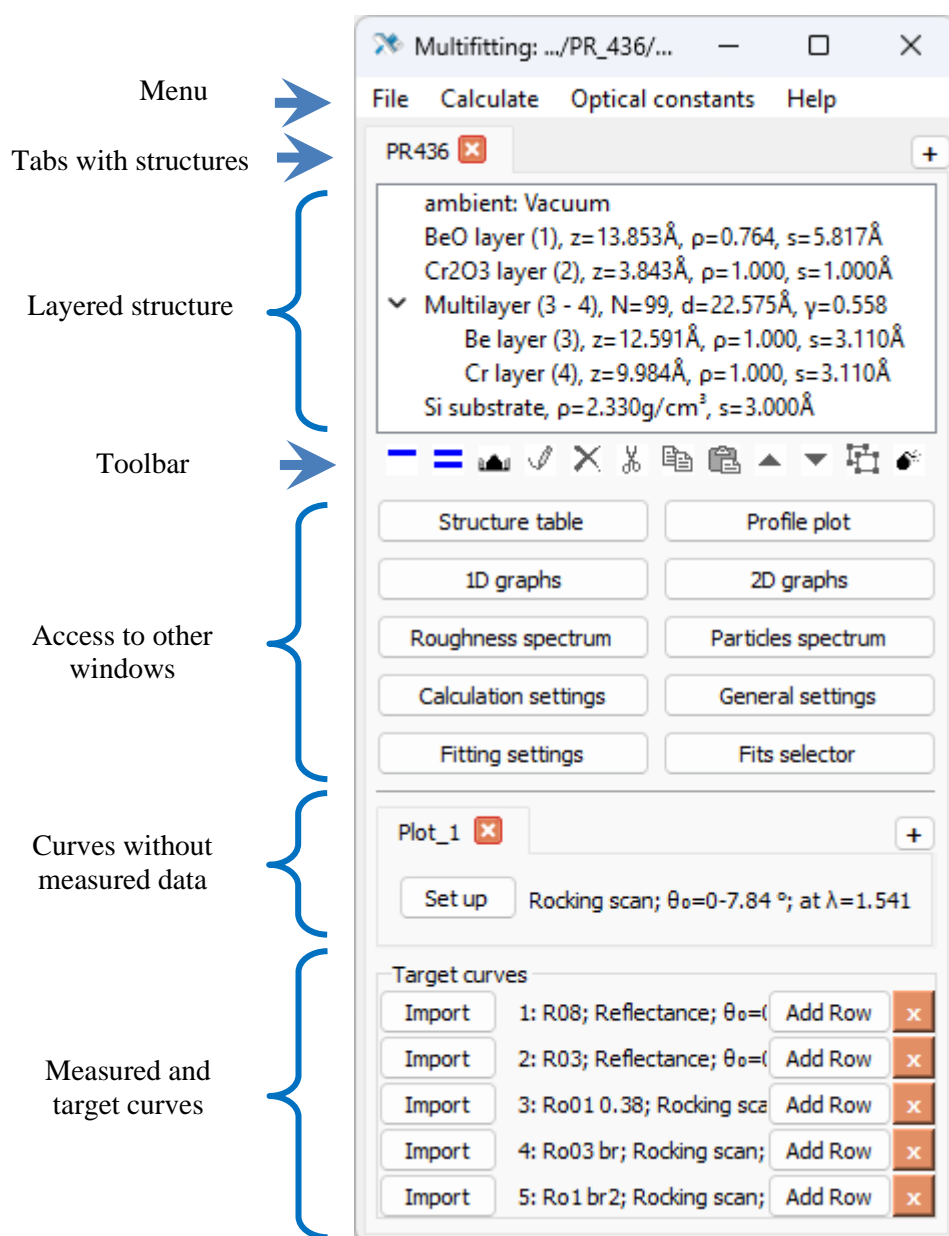 Multifitting: .../PR_436/...
Menu
File Calculate Optical constants Help
Tabs with structures
PR436
+
Layered structure
ambient: Vacuum
BeO layer (1), z=13.853Å, ρ=0.764, s=5.817Å
Cr2O3 layer (2), z=3.843Å, ρ=1.000, s=1.000Å
Multilayer (3 - 4), N=99, d=22.575Å, γ=0.558
Be layer (3), z=12.591Å, ρ=1.000, s=3.110Å
Cr layer (4), z=9.984Å, ρ=1.000, s=3.110Å
Si substrate, ρ=2.330g/cm³, s=3.000Å
Toolbar
Access to other
windows
Structure table Profile plot
1D graphs 2D graphs
Roughness spectrum Particles spectrum
Calculation settings General settings
Fitting settings Fits selector
Curves without
measured data
Plot_1
+
Set up Rocking scan; θ₀=0-7.84 °; at λ=1.541
Measured and
target curves
Target curves
Import 1: R08; Reflectance; θ₀=( Add Row x
Import 2: R03; Reflectance; θ₀=( Add Row x
Import 3: Ro01 0.38; Rocking sca Add Row x
Import 4: Ro03 br; Rocking scan; Add Row x
Import 5: Ro1 br2; Rocking scan; Add Row x